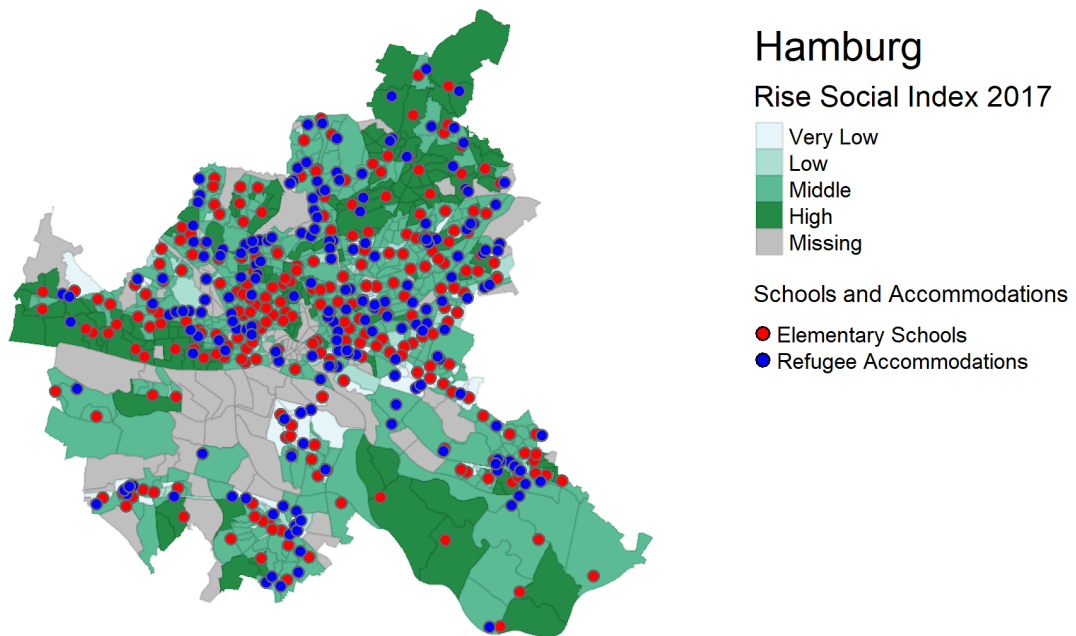 Hamburg
Rise Social Index 2017
Very Low
Low
Middle
High
Missing
Schools and Accommodations
Elementary Schools
Refugee Accommodations